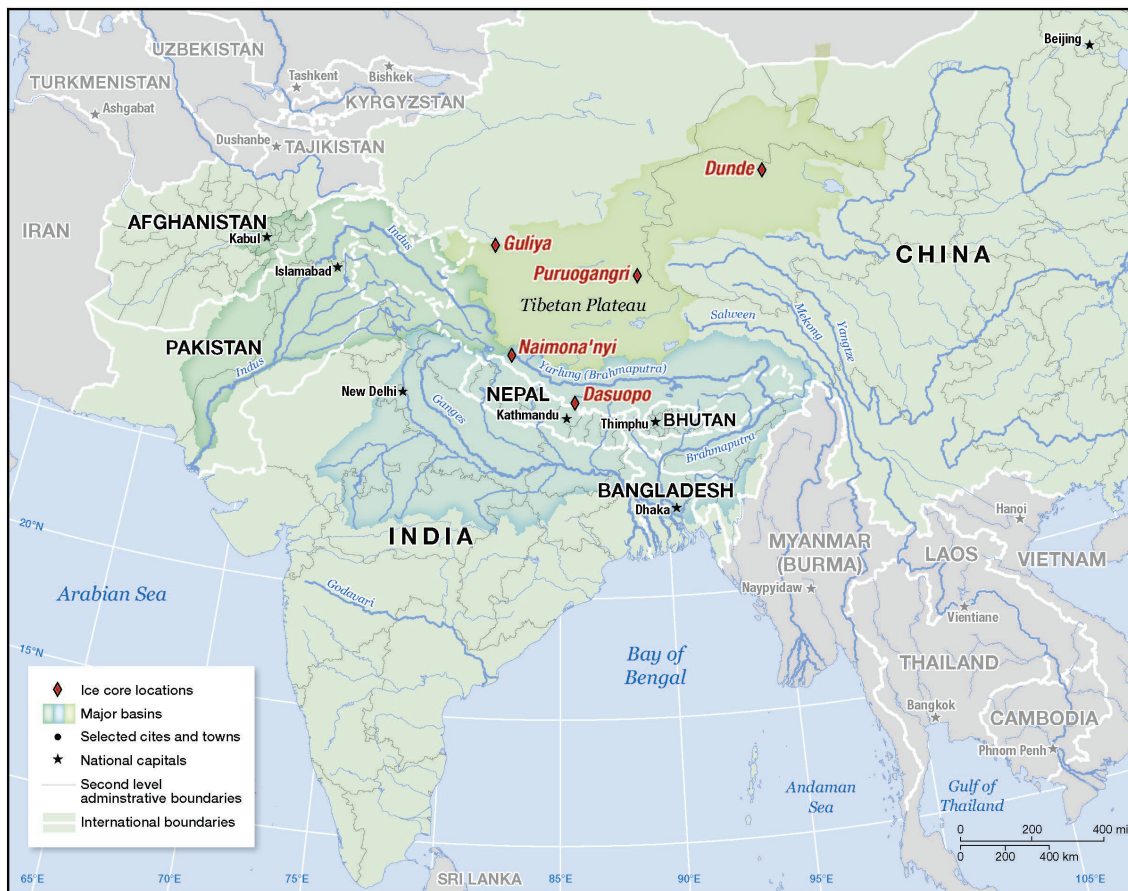 Beijing
UZBEKISTAN
TURKMENISTAN
Tashkent
Bishkek
Ashgabat
KYRGYZSTAN
Dushanbe
TAJIKISTAN
Dunde
IRAN
AFGHANISTAN
Kabul
Indus
Guliya
CHINA
Islamabad
Puruogangri
Tibetan Plateau
Salween
Mekong
Yangtze
PAKISTAN
Indus
Naimona'nyi
Yarlung (Brahmaputra)
New Delhi
NEPAL
Dasuopo
Ganges
Kathmandu
Thimphu
BHUTAN
Brahmaputra
BANGLADESH
Dhaka
INDIA
20°N
Hanoi
MYANMAR
(BURMA)
LAOS
VIETNAM
Naypyidaw
Arabian Sea
Godavari
Vientiane
15°N
Bay of
Bengal
THAILAND
Bangkok
CAMBODIA
Phnom Penh
Andaman
Sea
Gulf of
Thailand
Ice core locations
Major basins
Selected cites and towns
National capitals
Second level
adminstrative boundaries
International boundaries
0 200 400 mi
0 200 400 km
65°E
70°E
75°E
80°E
85°E
90°E
95°E
105°E
SRI LANKA